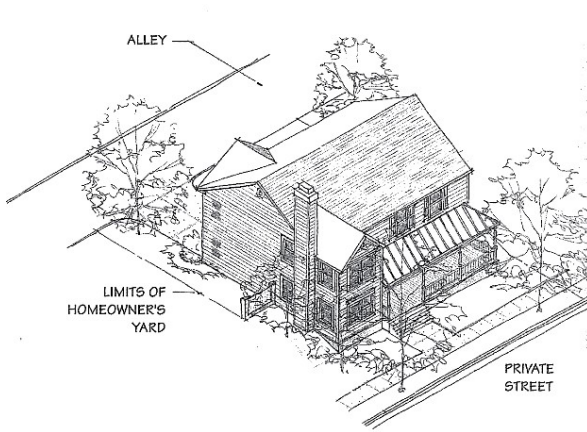 ALLEY
LIMITS OF
HOMEOWNER'S
YARD
PRIVATE
STREET